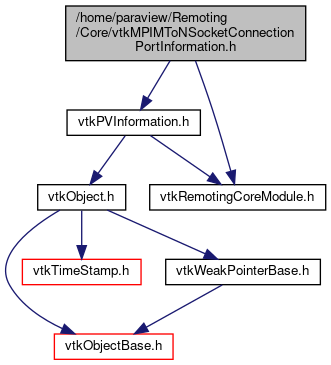 /home/paraview/Remoting
/Core/vtkMPIMToNSocketConnection
PortInformation.h
vtkPVInformation.h
vtkObject.h
vtkRemotingCoreModule.h
vtkTimeStamp.h
vtkWeakPointerBase.h
vtkObjectBase.h